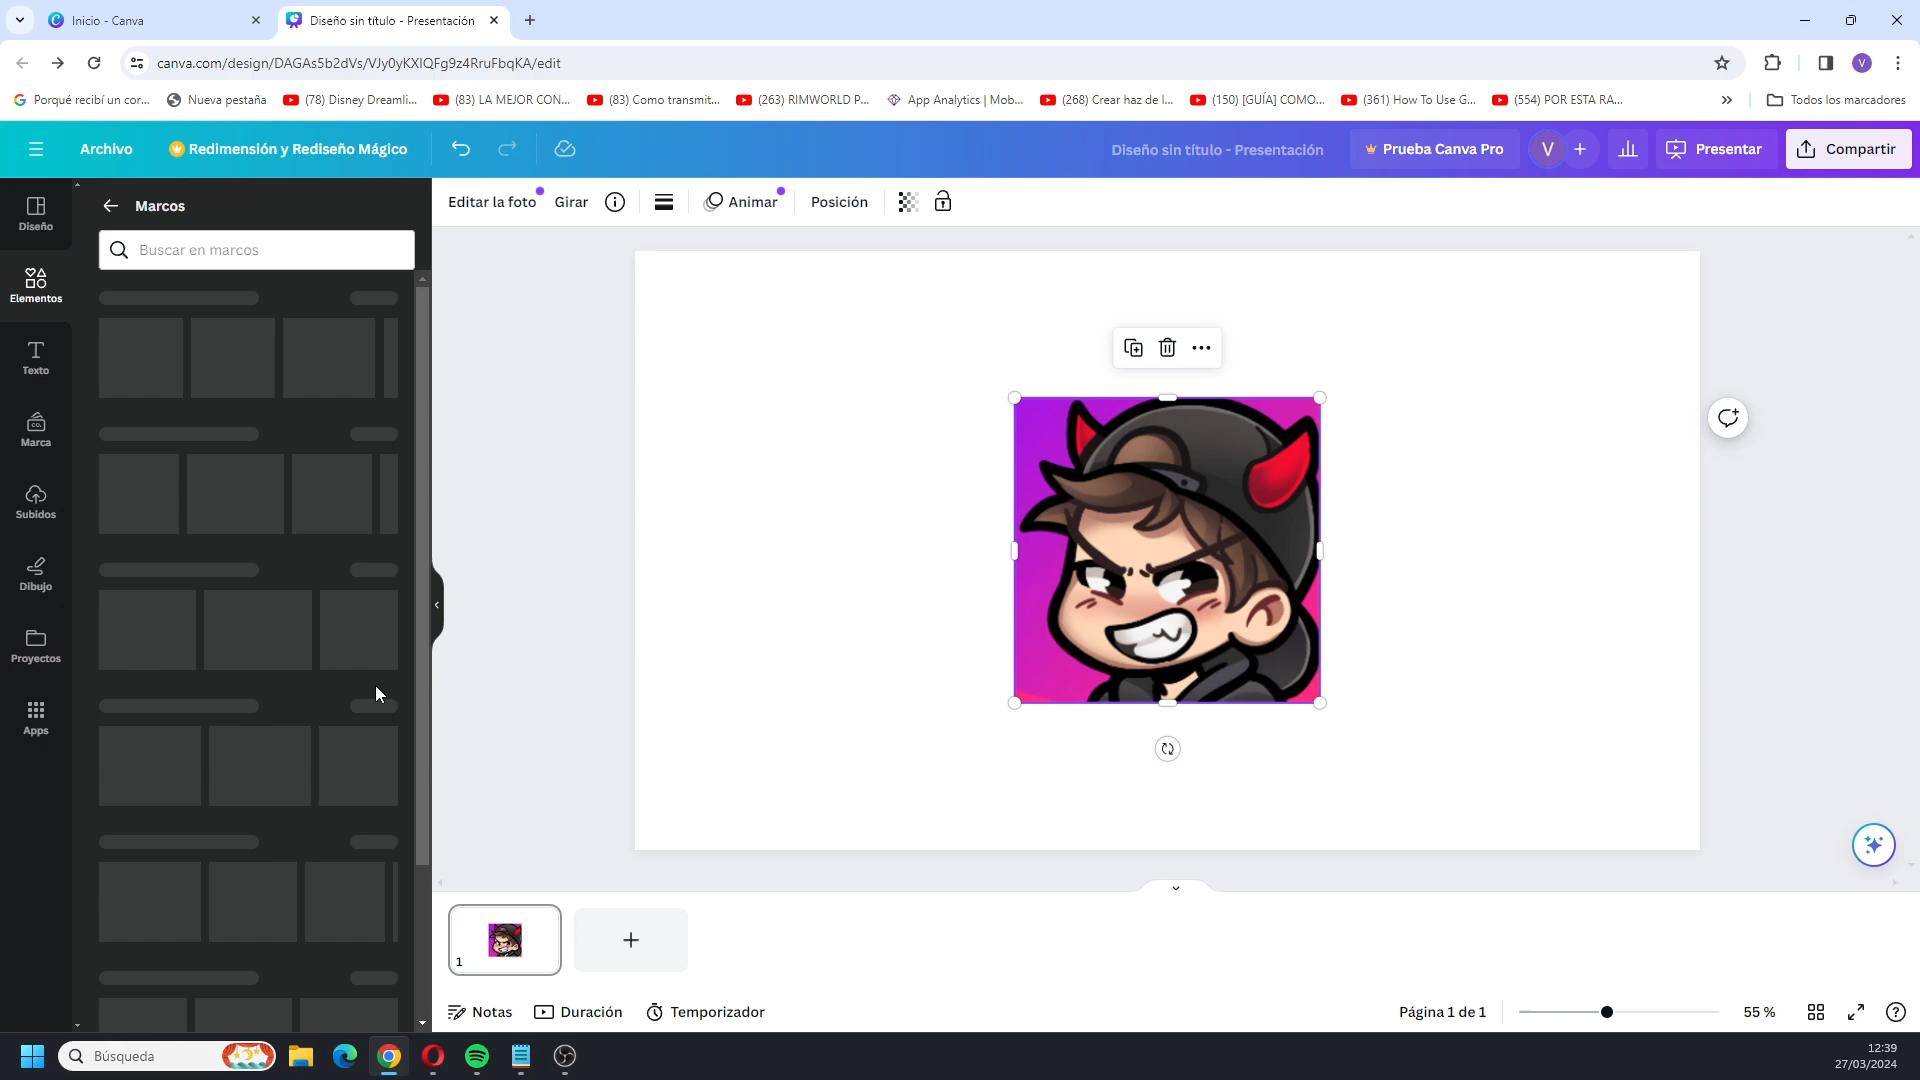 Inicio - Canva
Diseño sin título - Presentación
canva.com/design/DAGAs5b2dVs/VJy0yKXIQFg9z4RruFbqKA/edit
Porqué recibí un cor...
Nueva pestaña
(78) Disney Dreamli...
(83) LA MEJOR CON...
(83) Como transmit...
(263) RIMWORLD P...
App Analytics | Mob...
(268) Crear haz de l...
(150) [GUÍA] COMO...
(361) How To Use G...
(554) POR ESTA RA...
Todos los marcadores
Archivo
Redimensión y Rediseño Mágico
Diseño sin título - Presentación
Prueba Canva Pro
V
Presentar
Compartir
Diseño
Elementos
Texto
Marca
Subidos
Dibujo
Proyectos
Apps
Marcos
Buscar en marcos
Editar la foto
Girar
Animar
Posición
1
Notas
Duración
Temporizador
Página 1 de 1
55 %
Búsqueda
12:39
27/03/2024